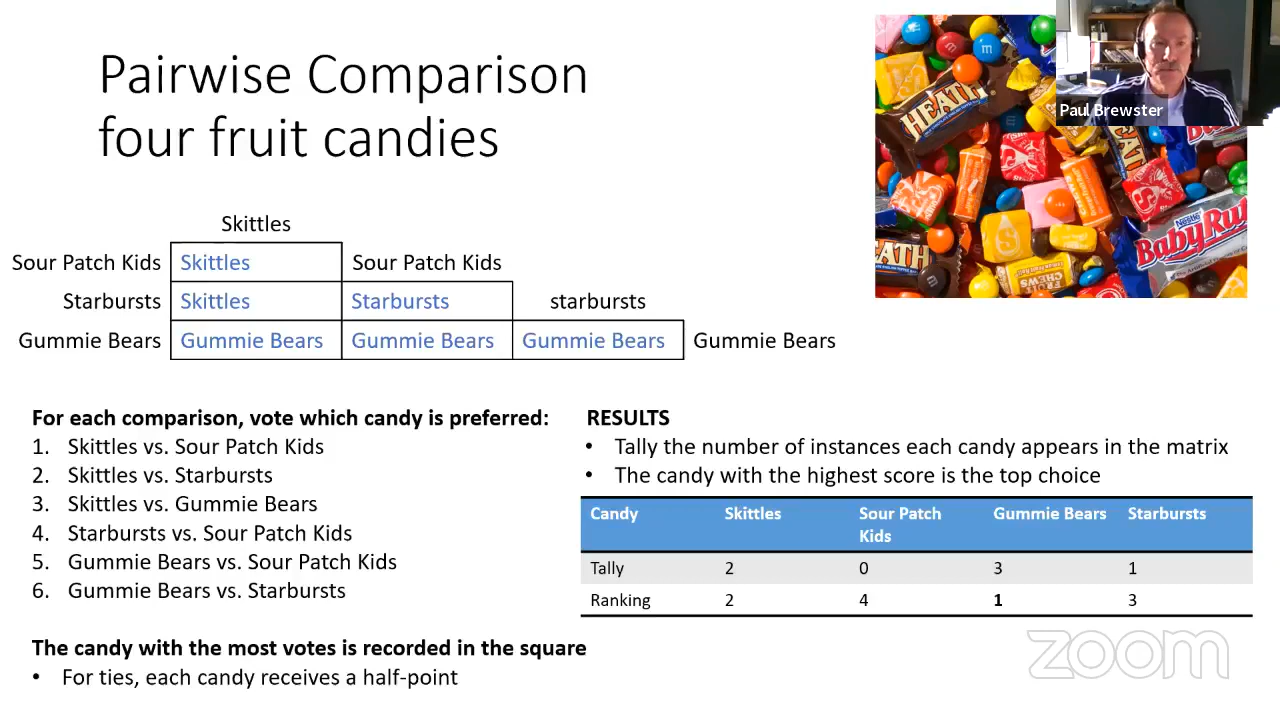 Pairwise Comparison
four fruit candies
Paul Brewster
HEATH
Nestlé
BabyRu
HEATH
Skittles
Sour Patch Kids Skittles Sour Patch Kids
Starbursts Skittles Starbursts starbursts
Gummie Bears Gummie Bears Gummie Bears Gummie Bears Gummie Bears
For each comparison, vote which candy is preferred:
1. Skittles vs. Sour Patch Kids
2. Skittles vs. Starbursts
3. Skittles vs. Gummie Bears
4. Starbursts vs. Sour Patch Kids
5. Gummie Bears vs. Sour Patch Kids
6. Gummie Bears vs. Starbursts
The candy with the most votes is recorded in the square
• For ties, each candy receives a half-point
RESULTS
• Tally the number of instances each candy appears in the matrix
• The candy with the highest score is the top choice
Candy Skittles Sour Patch Kids Gummie Bears Starbursts
Tally 2 0 3 1
Ranking 2 4 1 3
zoom